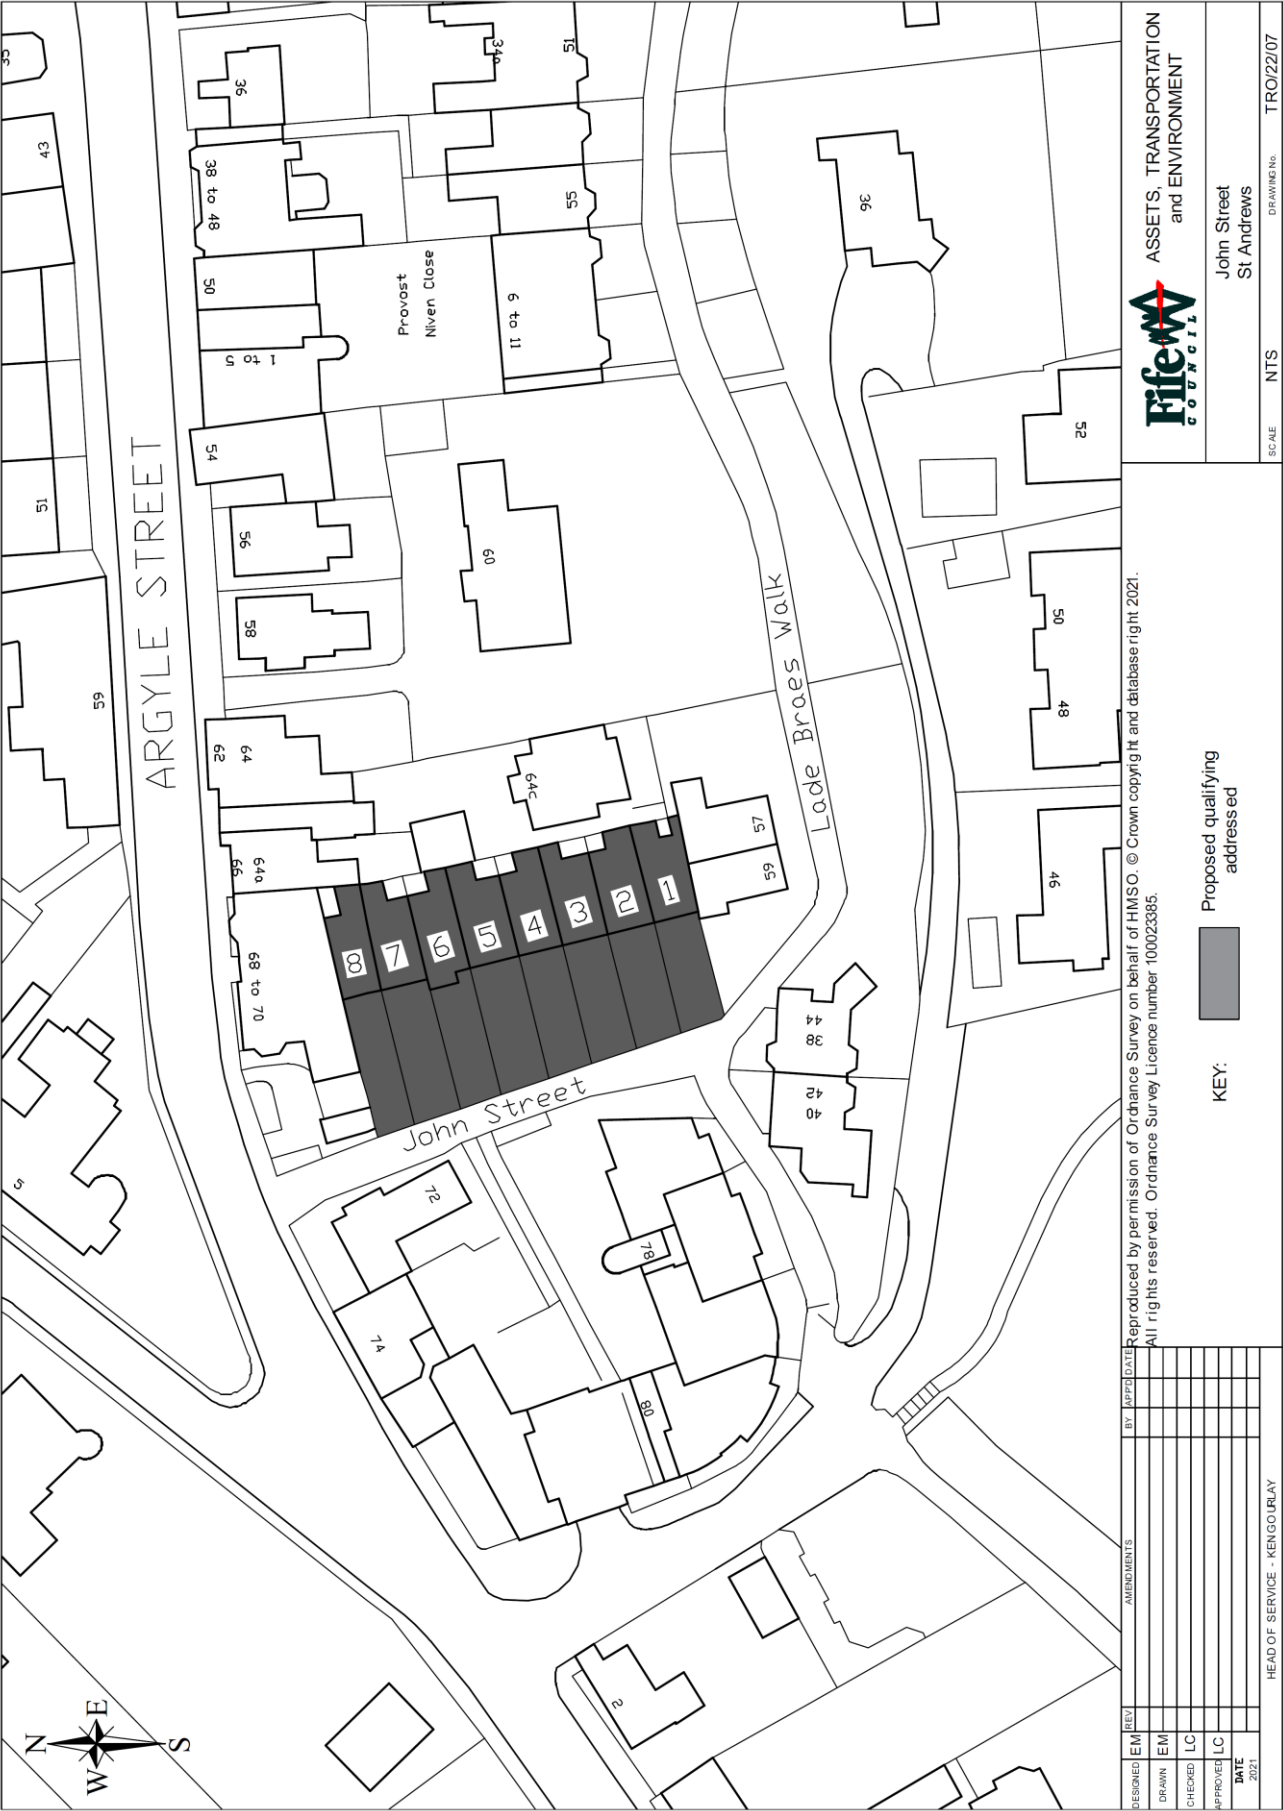 35
43
51
65
5
ARGYLE STREET
36
38 to 48
50
1 to 5
54
56
58
62
64
66
64a
68 to 70
34a
51
55
Provost
Niven Close
6 to 11
60
64c
57
59
8
7
6
5
4
3
2
1
John Street
Lade Braes Walk
36
52
50
48
46
44
38
42
40
72
74
78
80
2
N
E
S
W
Fife
COUNCIL
ASSETS, TRANSPORTATION
and ENVIRONMENT
John Street
St Andrews
SCALE
NTS
DRAWING No.
TRO/22/07
Reproduced by permission of Ordnance Survey on behalf of HMSO. © Crown copyright and database right 2021.
All rights reserved. Ordnance Survey Licence number 100023385.
KEY:
Proposed qualifying
addressed
REV
AMENDMENTS
BY
APP'D
DATE
DESIGNED EM
DRAWN EM
CHECKED LC
APPROVED LC
DATE
2021
HEAD OF SERVICE - KEN GOURLAY